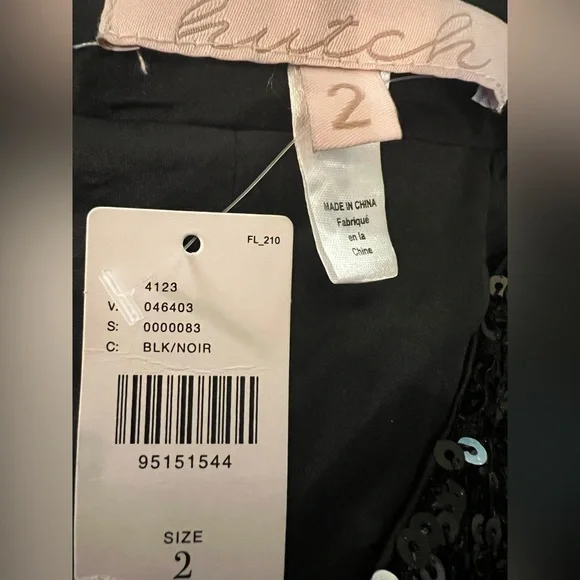 hutch
2
MADE IN CHINA
Fabriqué
en la
Chine
FL_210
4123
V: 046403
S: 0000083
C: BLK/NOIR
95151544
SIZE
2